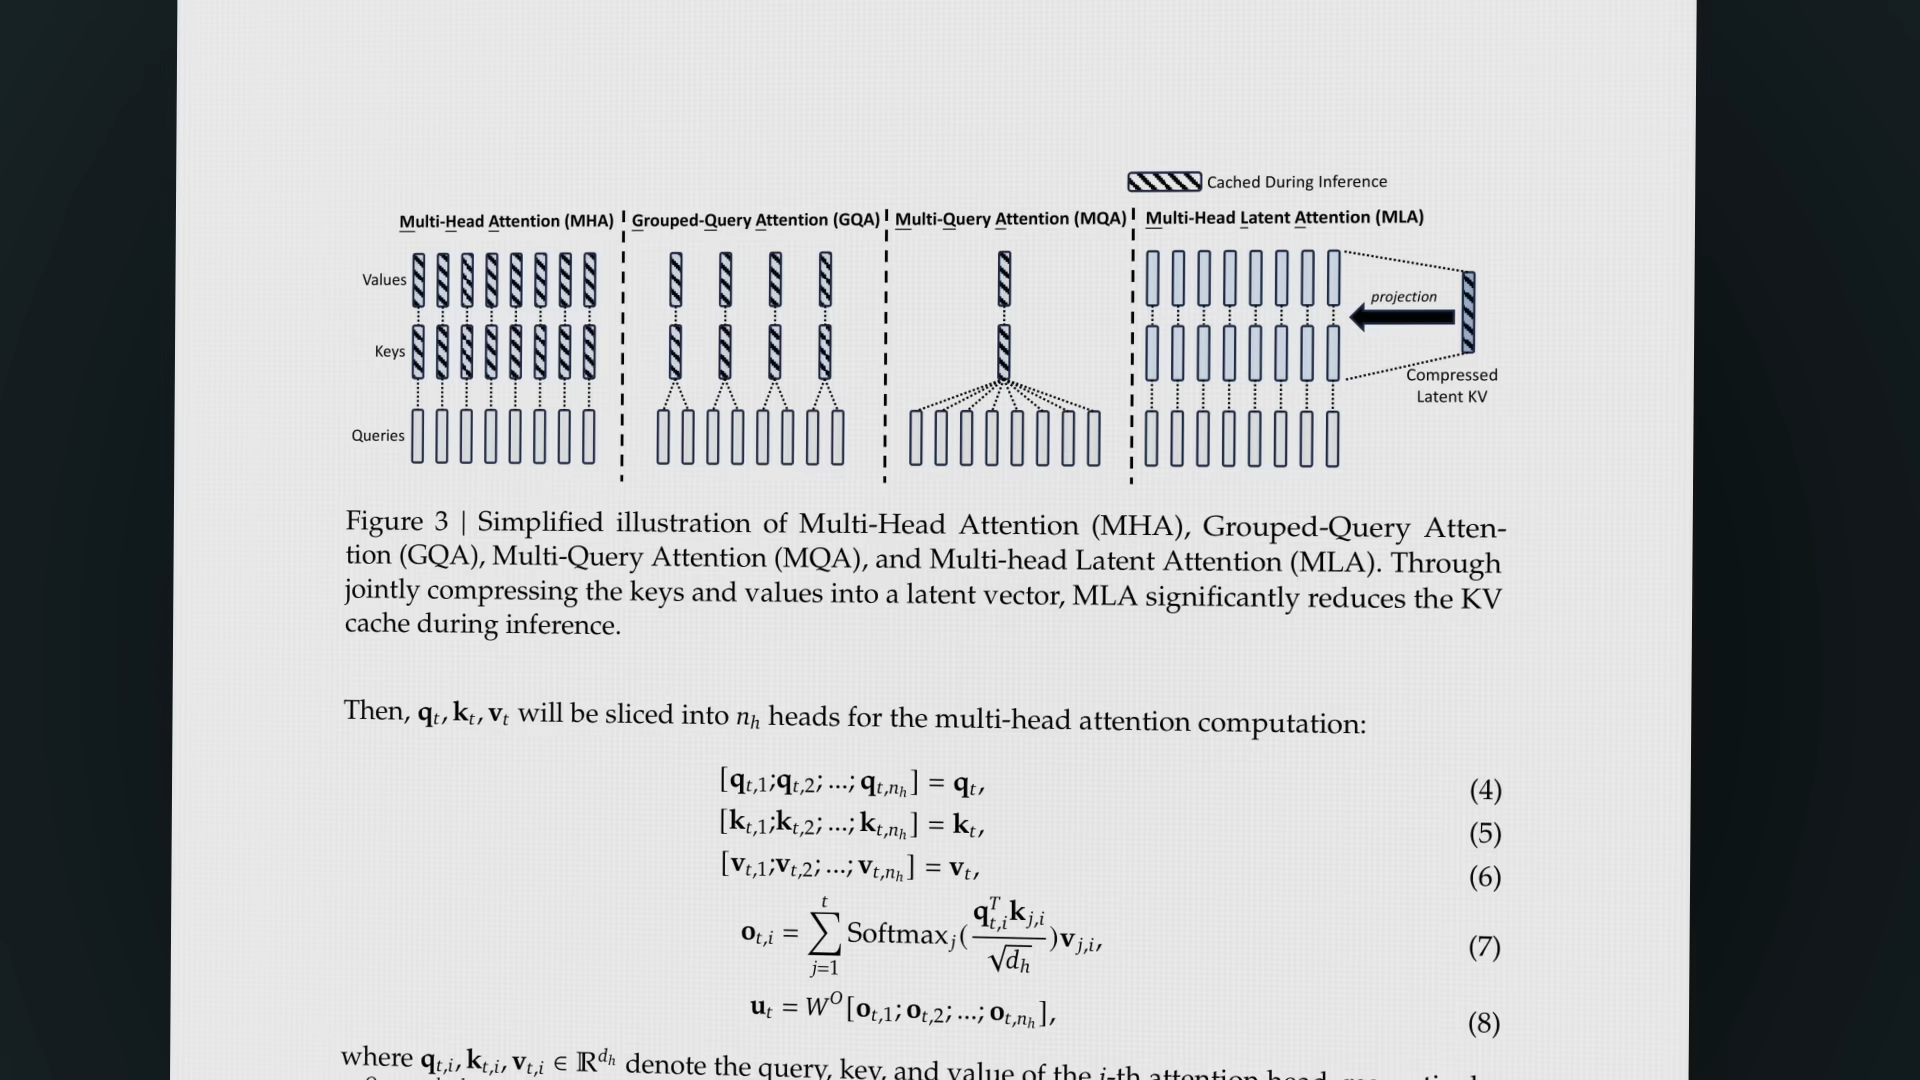 Cached During Inference
Multi-Head Attention (MHA)
Grouped-Query Attention (GQA)
Multi-Query Attention (MQA)
Multi-Head Latent Attention (MLA)
Values
Keys
Queries
projection
Compressed
Latent KV
Figure 3 | Simplified illustration of Multi-Head Attention (MHA), Grouped-Query Atten-
tion (GQA), Multi-Query Attention (MQA), and Multi-head Latent Attention (MLA). Through
jointly compressing the keys and values into a latent vector, MLA significantly reduces the KV
cache during inference.
Then, q_t, k_t, v_t will be sliced into n_h heads for the multi-head attention computation:
[q_{t,1};q_{t,2}; ...; q_{t,n_h}] = q_t, (4)
[k_{t,1};k_{t,2}; ...; k_{t,n_h}] = k_t, (5)
[v_{t,1};v_{t,2}; ...; v_{t,n_h}] = v_t, (6)
o_{t,i} = \sum_{j=1}^{t} Softmax_j(\frac{q_{t,i}^T k_{j,i}}{\sqrt{d_h}})v_{j,i}, (7)
u_t = W^O[o_{t,1}; o_{t,2}; ...; o_{t,n_h}], (8)
where q_{t,i}, k_{t,i}, v_{t,i} ∈ ℝ^{d_h} denote the query, key, and value of the i-th attention head,